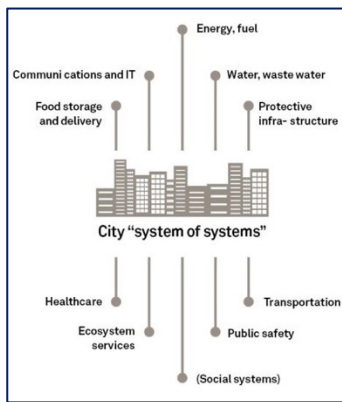 Energy, fuel
Communi cations and IT
Water, waste water
Food storage
and delivery
Protective
infra- structure
City “system of systems”
Healthcare
Transportation
Ecosystem
services
Public safety
(Social systems)